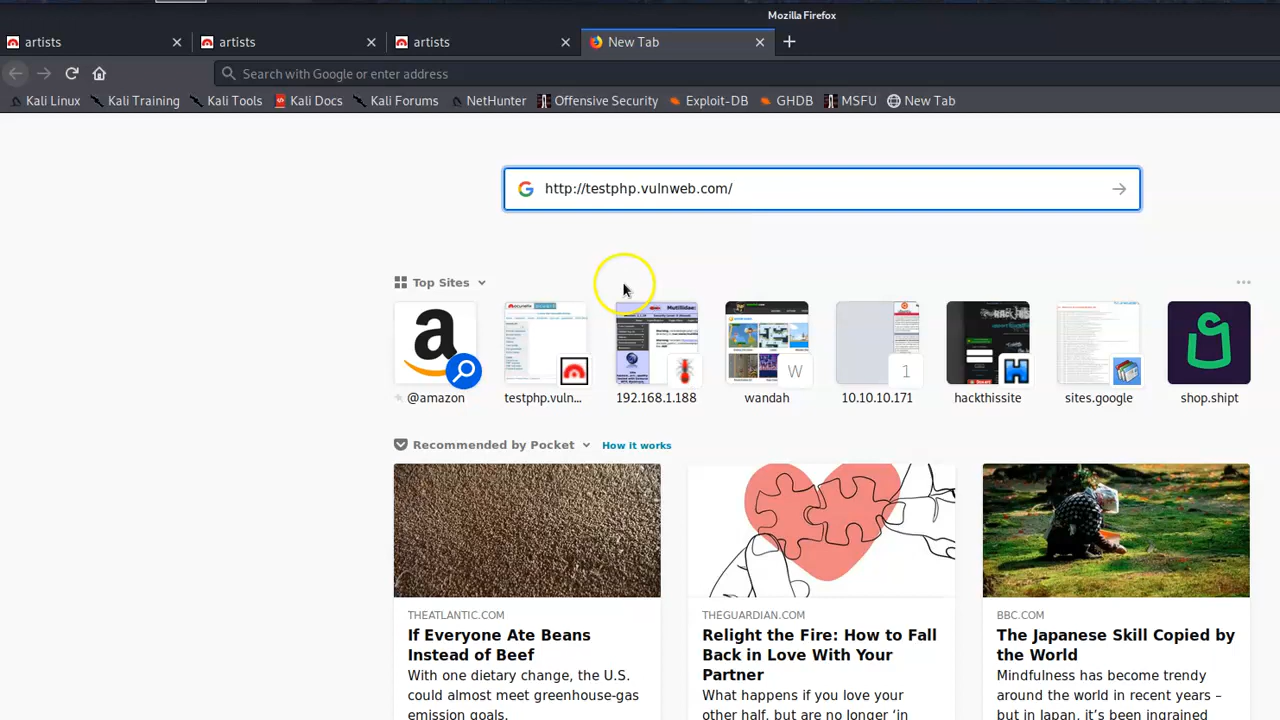 Mozilla Firefox
artists
artists
artists
New Tab
Search with Google or enter address
Kali Linux
Kali Training
Kali Tools
Kali Docs
Kali Forums
NetHunter
Offensive Security
Exploit-DB
GHDB
MSFU
New Tab
http://testphp.vulnweb.com/
Top Sites
@amazon
testphp.vuln...
192.168.1.188
wandah
10.10.10.171
hackthissite
sites.google
shop.shipt
W
1
Recommended by Pocket
How it works
THEATLANTIC.COM
If Everyone Ate Beans
Instead of Beef
With one dietary change, the U.S.
could almost meet greenhouse-gas
emission goals.
THEGUARDIAN.COM
Relight the Fire: How to Fall
Back in Love With Your
Partner
What happens if you love your
other half, but are no longer ‘in
BBC.COM
The Japanese Skill Copied by
the World
Mindfulness has become trendy
around the world in recent years –
but in Japan, it’s been ingrained